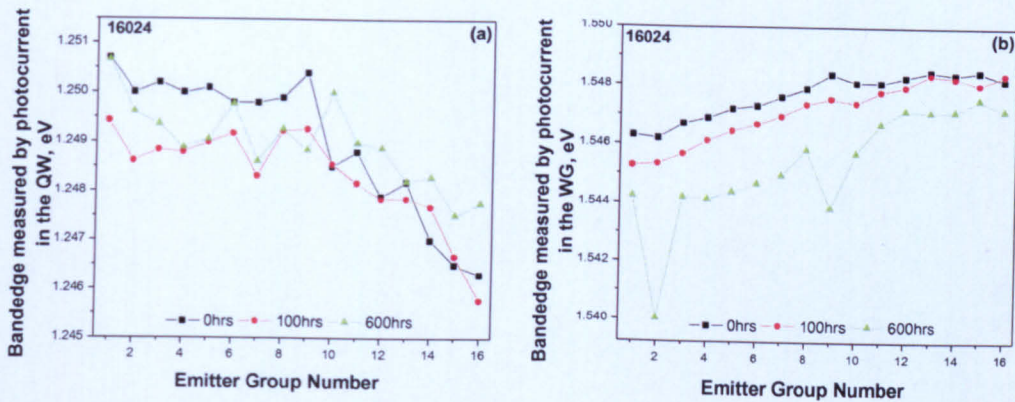 16024
(a)
Bandedge measured by photocurrent
in the QW, eV
1.251
1.250
1.249
1.248
1.247
1.246
1.245
0hrs
100hrs
600hrs
2
4
6
8
10
12
14
16
Emitter Group Number
16024
(b)
Bandedge measured by photocurrent
in the WG, eV
1.550
1.548
1.546
1.544
1.542
1.540
0hrs
100hrs
600hrs
2
4
6
8
10
12
14
16
Emitter Group Number